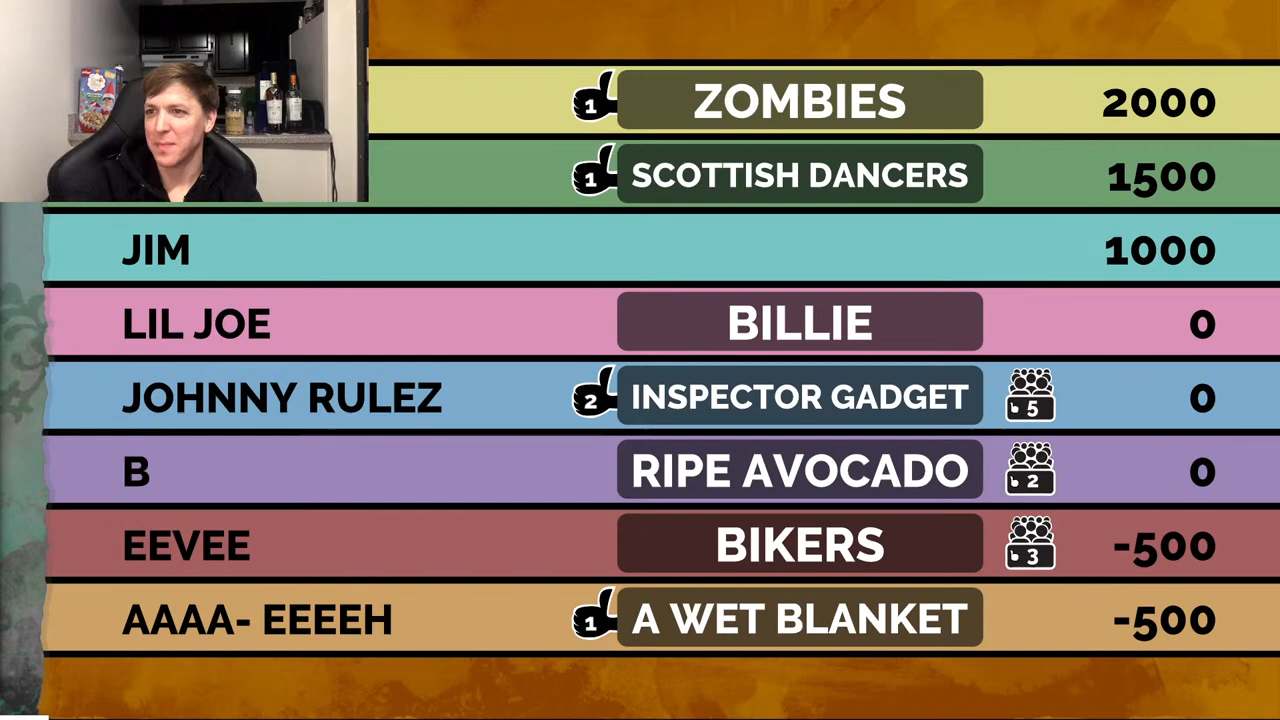 1 ZOMBIES 2000
1 SCOTTISH DANCERS 1500
JIM 1000
LIL JOE BILLIE 0
JOHNNY RULEZ 2 INSPECTOR GADGET 5 0
B RIPE AVOCADO 2 0
EEVEE BIKERS 3 -500
AAAA- EEEEH 1 A WET BLANKET -500